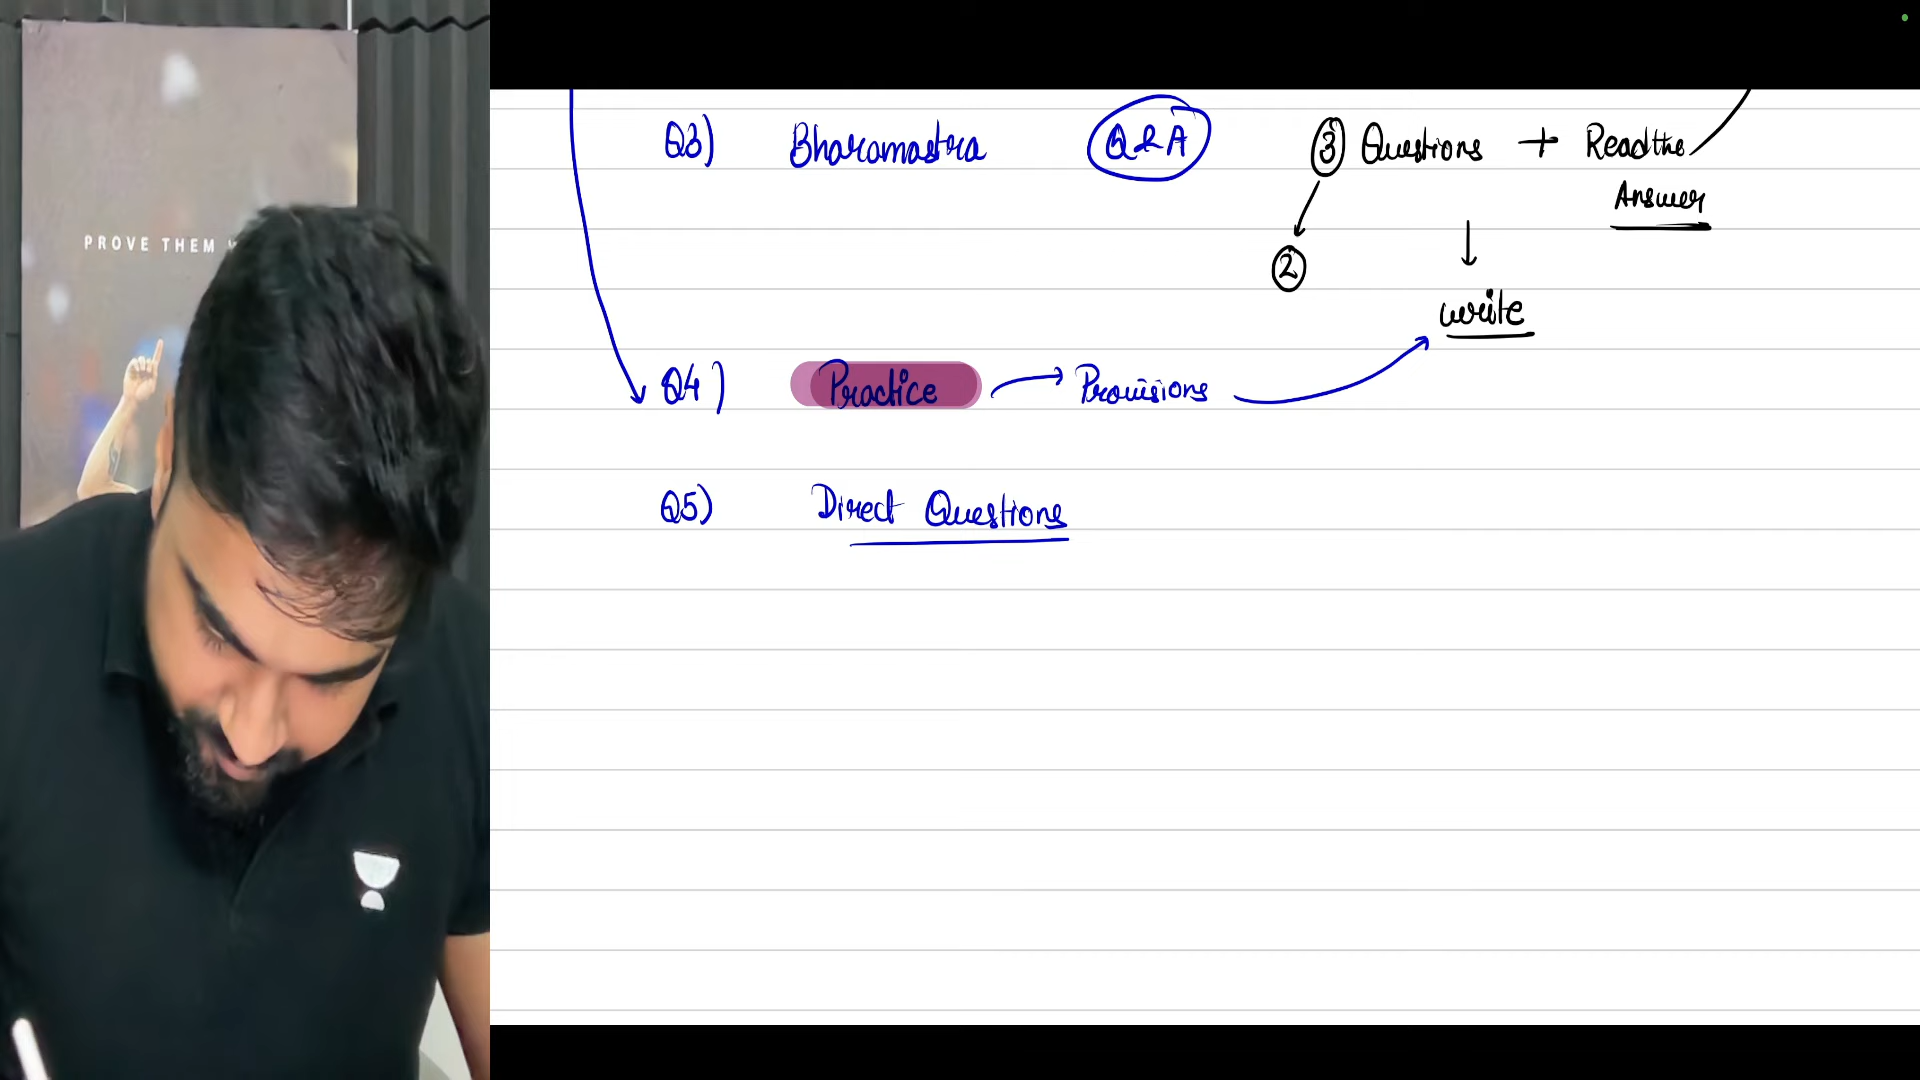 PROVE THEM
Q3) Bharamastra Q&A ③ Questions + Read the
Answer
②
write
Q4) Practice → Provisions
Q5) Direct Questions